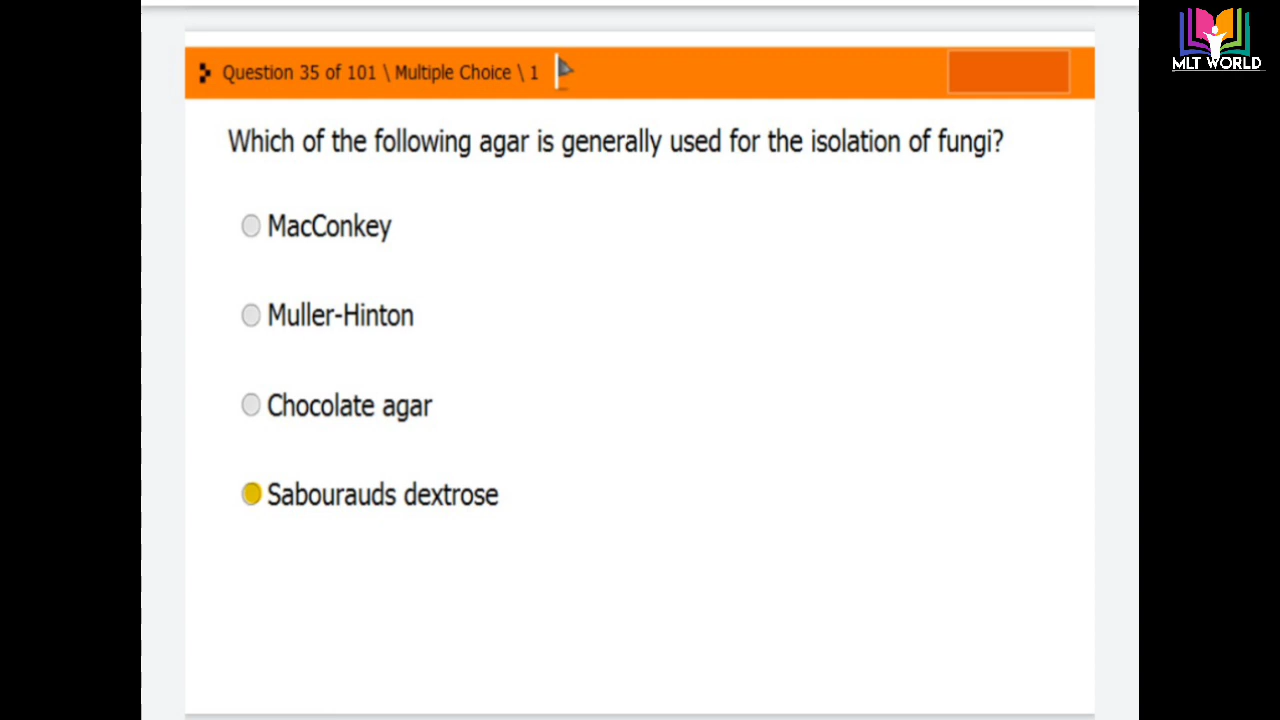 MLT WORLD
Question 35 of 101 \ Multiple Choice \ 1
Which of the following agar is generally used for the isolation of fungi?
MacConkey
Muller-Hinton
Chocolate agar
Sabourauds dextrose